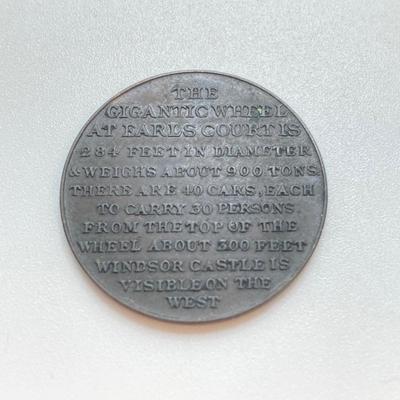 THE
GIGANTIC WHEEL
AT EARLS COURT IS
284 FEET IN DIAMETER
& WEIGHS ABOUT 900 TONS
THERE ARE 40 CARS, EACH
TO CARRY 30 PERSONS
FROM THE TOP OF THE
WHEEL ABOUT 300 FEET
WINDSOR CASTLE IS
VISIBLE ON THE
WEST